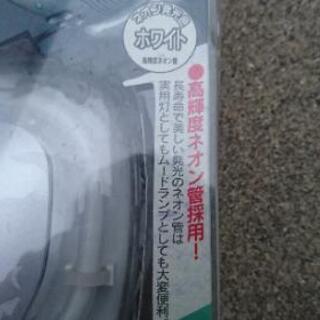 ホワイト
高輝度ネオン管
●高輝度ネオン管採用!
長寿命で美しい発光のネオン管は
実用灯としてもムードランプとしても大変便利。